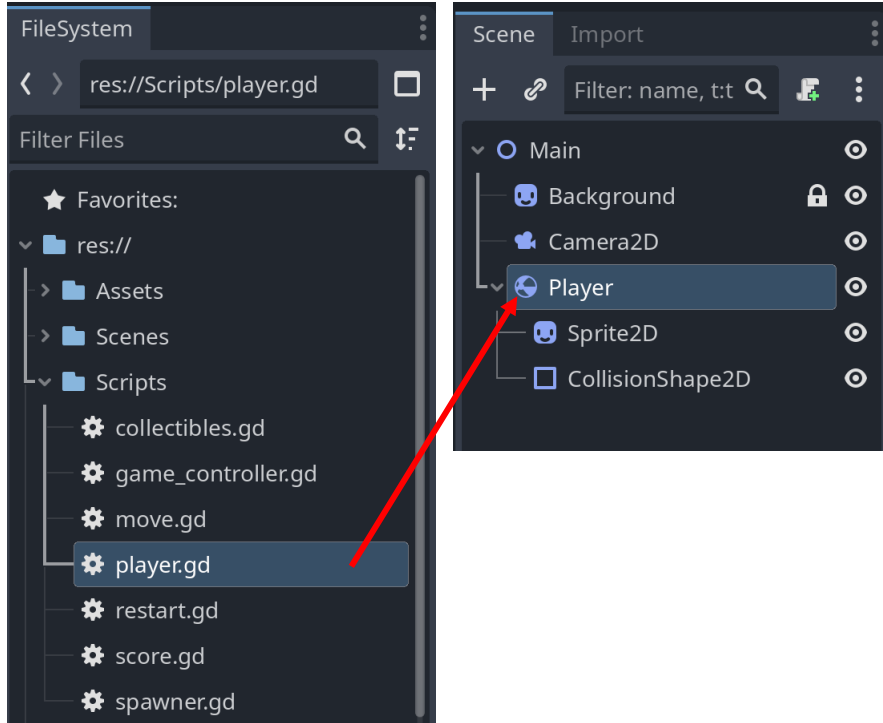 FileSystem
res://Scripts/player.gd
Filter Files
Favorites:
res://
Assets
Scenes
Scripts
collectibles.gd
game_controller.gd
move.gd
player.gd
restart.gd
score.gd
spawner.gd
Scene Import
Filter: name, t:t
Main
Background
Camera2D
Player
Sprite2D
CollisionShape2D